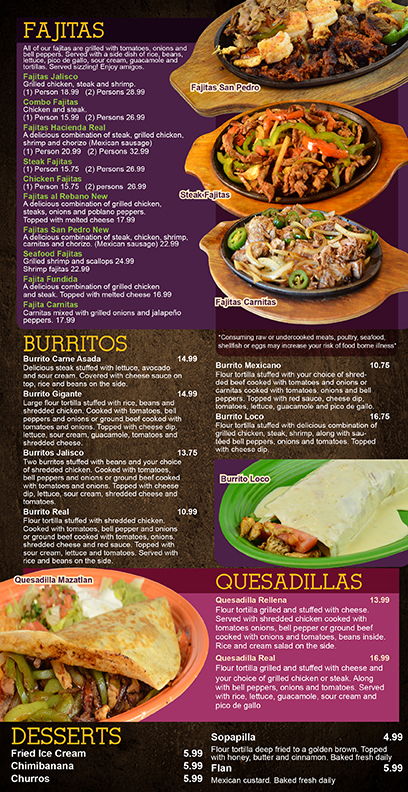 FAJITAS
All of our fajitas are grilled with tomatoes, onions and
bell peppers. Served with a side dish of rice, beans,
lettuce, pico de gallo, sour cream, guacamole and
tortillas. Served sizzling! Enjoy amigos.
Fajitas Jalisco
Grilled chicken, steak and shrimp.
(1) Person 18.99 (2) Persons 28.99
Combo Fajitas
Chicken and steak.
(1) Person 15.99 (2) Persons 26.99
Fajitas Hacienda Real
A delicious combination of steak, grilled chicken,
shrimp and chorizo (Mexican sausage)
(1) Person 20.99 (2) Persons 32.99
Steak Fajitas
(1) Person 15.75 (2) Persons 26.99
Chicken Fajitas
(1) Person 15.75 (2) persons 26.99
Fajitas al Rebano New
A delicious combination of grilled chicken,
steaks, onions and poblano peppers.
Topped with melted cheese 17.99
Fajitas San Pedro New
A delicious combination of steak, chicken, shrimp,
carnitas and chorizo. (Mexican sausage) 22.99
Seafood Fajitas
Grilled shrimp and scallops 24.99
Shrimp fajitas 22.99
Fajita Fundida
A delicious combination of grilled chicken
and steak. Topped with melted cheese 16.99
Fajita Carnitas
Carnitas mixed with grilled onions and jalapeño
peppers. 17.99
Fajitas San Pedro
Steak Fajitas
Fajitas Carnitas
*Consuming raw or undercooked meats, poultry, seafood,
shellfish or eggs may increase your risk of food borne illness*
BURRITOS
Burrito Carne Asada 14.99
Delicious steak stuffed with lettuce, avocado
and sour cream. Covered with cheese sauce on
top, rice and beans on the side.
Burrito Gigante 14.99
Large flour tortilla stuffed with rice, beans and
shredded chicken. Cooked with tomatoes, bell
peppers and onions or ground beef cooked with
tomatoes and onions. Topped with cheese dip,
lettuce, sour cream, guacamole, tomatoes and
shredded cheese.
Burritos Jalisco 13.75
Two burritos stuffed with beans and your choice
of shredded chicken. Cooked with tomatoes,
bell peppers and onions or ground beef cooked
with tomatoes and onions. Topped with cheese
dip, lettuce, sour cream, shredded cheese and
tomatoes.
Burrito Real 10.99
Flour tortilla stuffed with shredded chicken.
Cooked with tomatoes, bell pepper and onions
or ground beef with tomatoes, onions,
shredded cheese and red sauce. Topped with
sour cream, lettuce and tomatoes. Served with
rice and beans on the side.
Burrito Mexicano 10.75
Flour tortilla stuffed with your choice of shred-
ded beef cooked with tomatoes and onions or
carnitas cooked with tomatoes, onions and bell
peppers. Topped with red sauce, cheese dip,
tomatoes, lettuce, guacamole and pico de gallo.
Burrito Loco 16.75
Flour tortilla stuffed with delicious combination of
grilled chicken, steak, shrimp, along with sau-
téed bell peppers, onions and tomatoes. Topped
with cheese dip.
Burrito Loco
Quesadilla Mazatlan
QUESADILLAS
Quesadilla Rellena 13.99
Flour tortilla grilled and stuffed with cheese.
Served with shredded chicken cooked with
tomatoes onions, bell pepper or ground beef
cooked with onions and tomatoes, beans inside.
Rice and cream salad on the side.
Quesadilla Real 16.99
Flour tortilla grilled and stuffed with cheese and
your choice of grilled chicken or steak. Along
with bell peppers, onions and tomatoes. Served
with rice, lettuce, guacamole, sour cream and
pico de gallo
DESSERTS
Fried Ice Cream 5.99
Chimibanana 5.99
Churros 5.99
Sopapilla 4.99
Flour tortilla deep fried to a golden brown. Topped
with honey, butter and cinnamon. Baked fresh daily
Flan 5.99
Mexican custard. Baked fresh daily